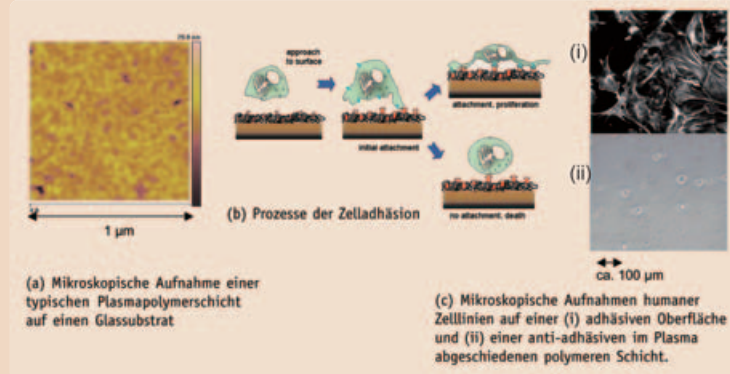 approach
to surface
initial attachment
attachment, proliferation
no attachment, death
1 µm
(a) Mikroskopische Aufnahme einer
typischen Plasmapolymerschicht
auf einen Glassubstrat
(b) Prozesse der Zelladhäsion
(i)
(ii)
ca. 100 µm
(c) Mikroskopische Aufnahmen humaner
Zelllinien auf einer (i) adhäsiven Oberfläche
und (ii) einer anti-adhäsiven im Plasma
abgeschiedenen polymeren Schicht.